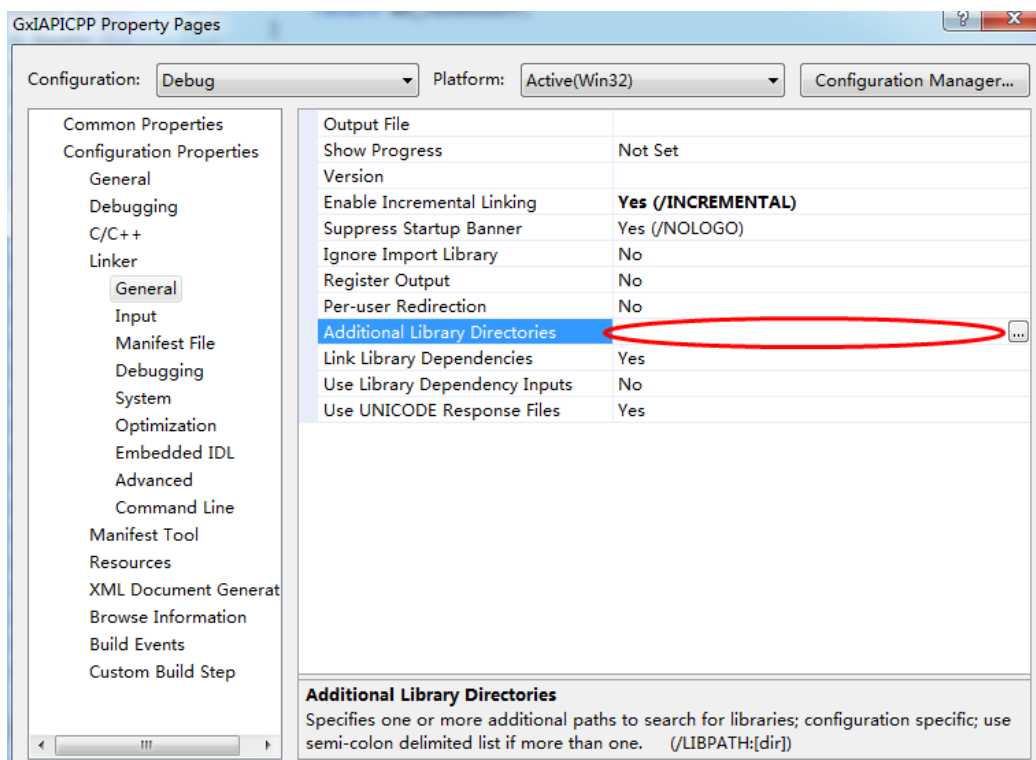 GxIAPICPP Property Pages
Configuration: Debug Platform: Active(Win32) Configuration Manager...
Common Properties
Configuration Properties
General
Debugging
C/C++
Linker
General
Input
Manifest File
Debugging
System
Optimization
Embedded IDL
Advanced
Command Line
Manifest Tool
Resources
XML Document Generat
Browse Information
Build Events
Custom Build Step
Output File
Show Progress Not Set
Version
Enable Incremental Linking Yes (/INCREMENTAL)
Suppress Startup Banner Yes (/NOLOGO)
Ignore Import Library No
Register Output No
Per-user Redirection No
Additional Library Directories ...
Link Library Dependencies Yes
Use Library Dependency Inputs No
Use UNICODE Response Files Yes
Additional Library Directories
Specifies one or more additional paths to search for libraries; configuration specific; use
semi-colon delimited list if more than one. (/LIBPATH:[dir])